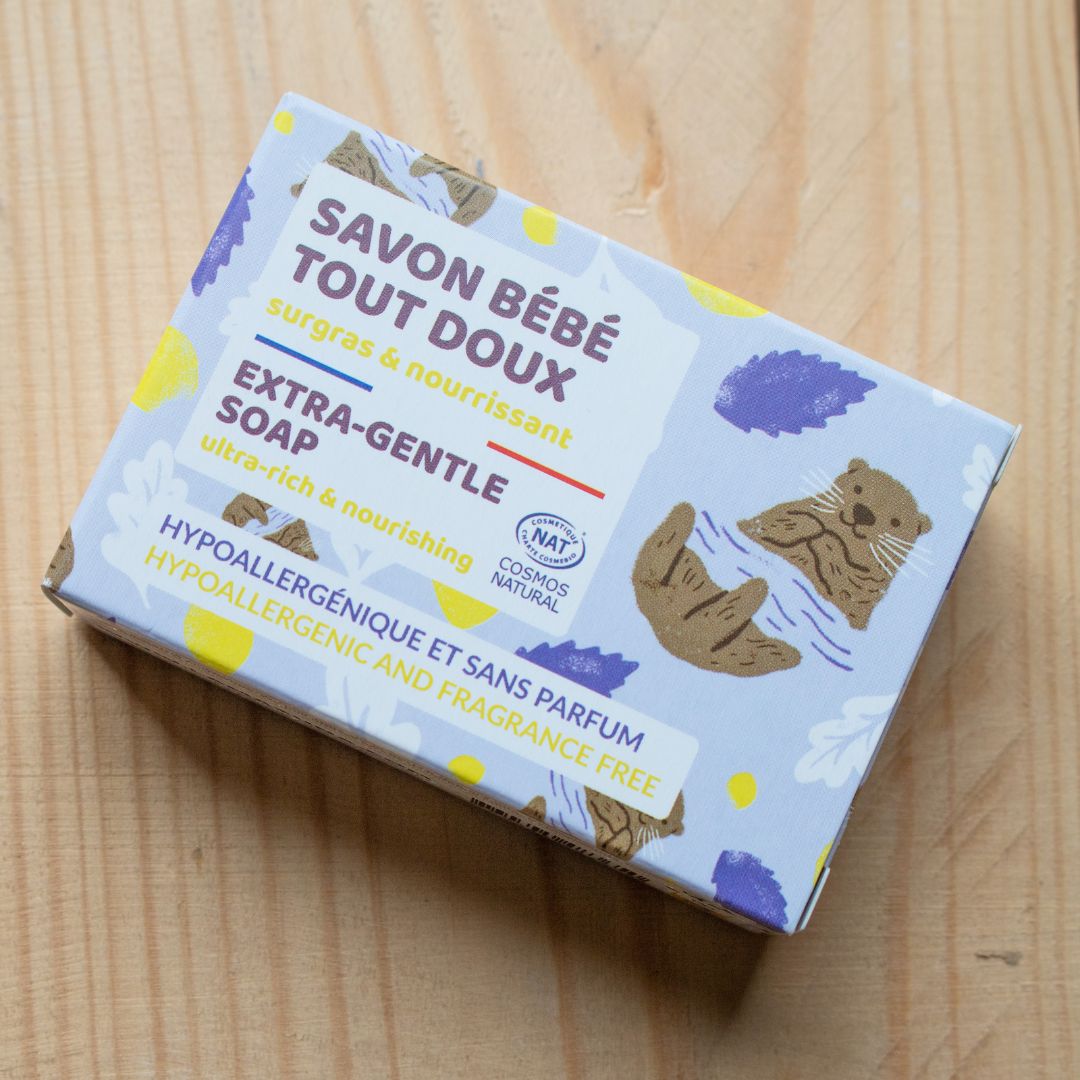 SAVON BÉBÉ
TOUT DOUX
surgras & nourrissant
EXTRA-GENTLE
SOAP
ultra-rich & nourishing
COSMETIQUE
NAT
CHARTE COSMEBIO
COSMOS
NATURAL
HYPOALLERGÉNIQUE ET SANS PARFUM
HYPOALLERGENIC AND FRAGRANCE FREE